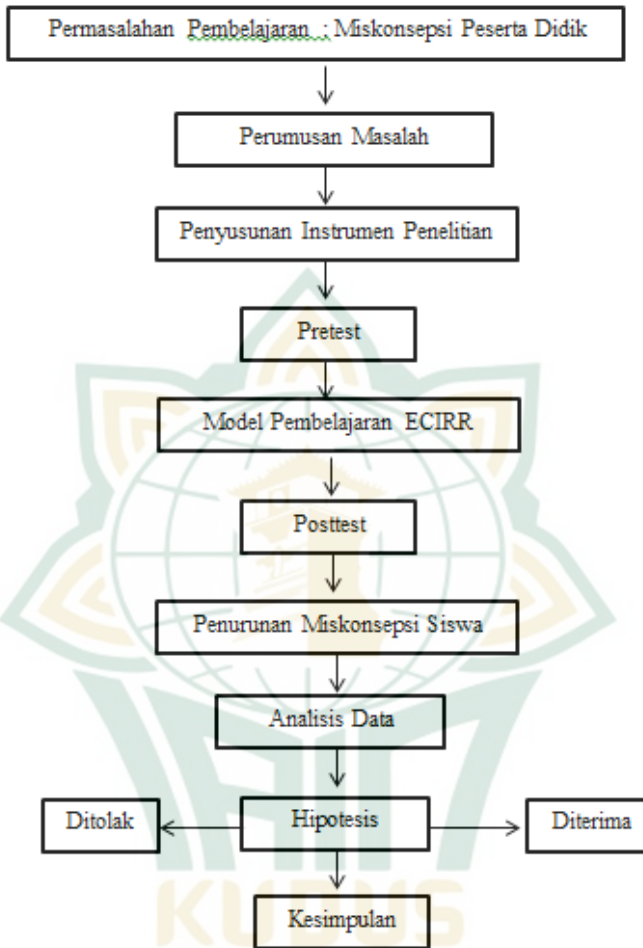 Permasalahan Pembelajaran ; Miskonsepsi Peserta Didik
Perumusan Masalah
Penyusunan Instrumen Penelitian
Pretest
Model Pembelajaran ECIRR
Posttest
Penurunan Miskonsepsi Siswa
Analisis Data
Ditolak
Hipotesis
Diterima
Kesimpulan
IAIN
KUDUS